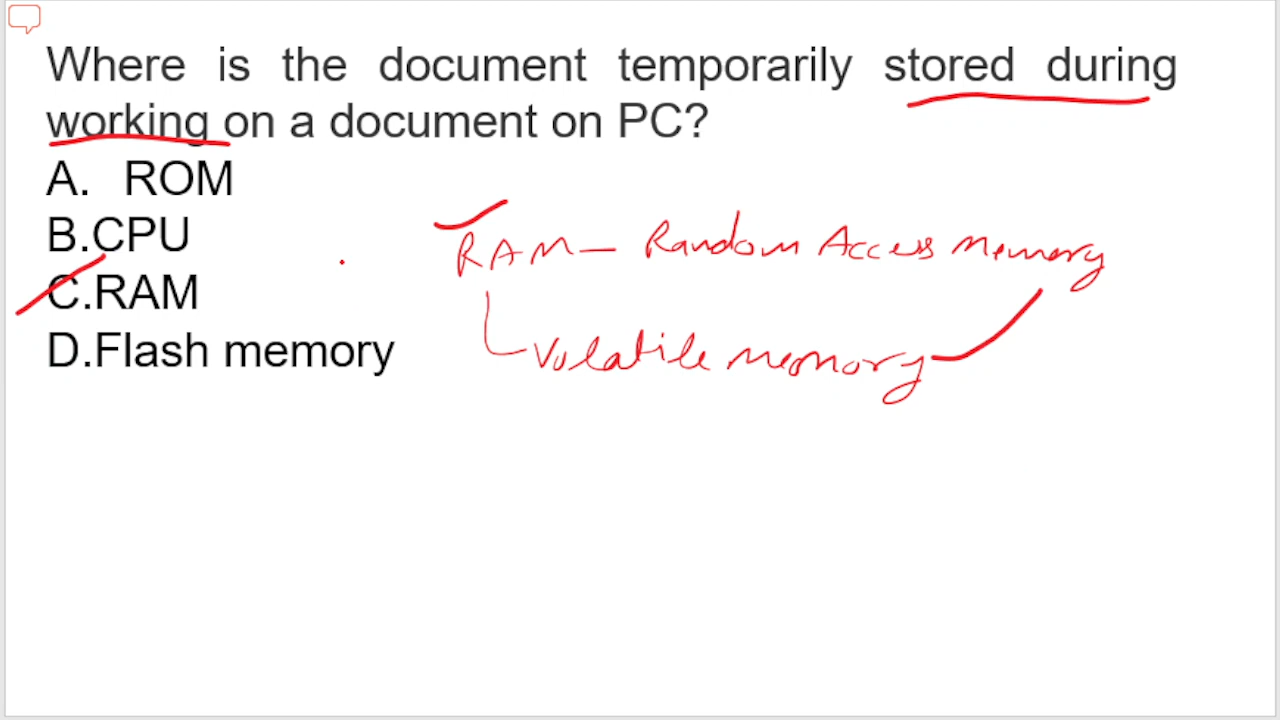 Where is the document temporarily stored during
working on a document on PC?
A. ROM
B.CPU
C.RAM
D.Flash memory
RAM - Random Access Memory
Volatile memory